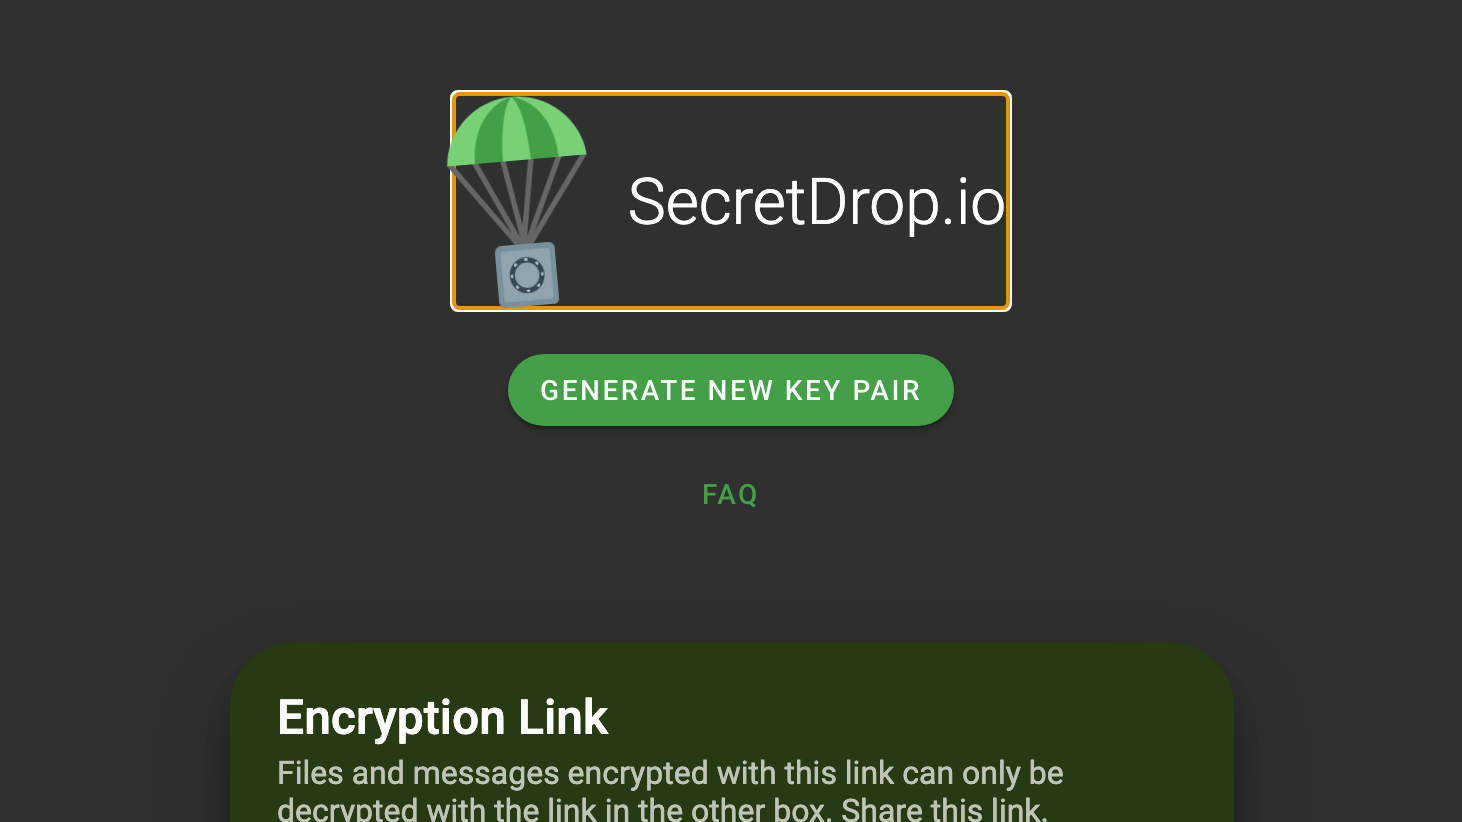 SecretDrop.io
GENERATE NEW KEY PAIR
FAQ
Encryption Link
Files and messages encrypted with this link can only be
decrypted with the link in the other box. Share this link.